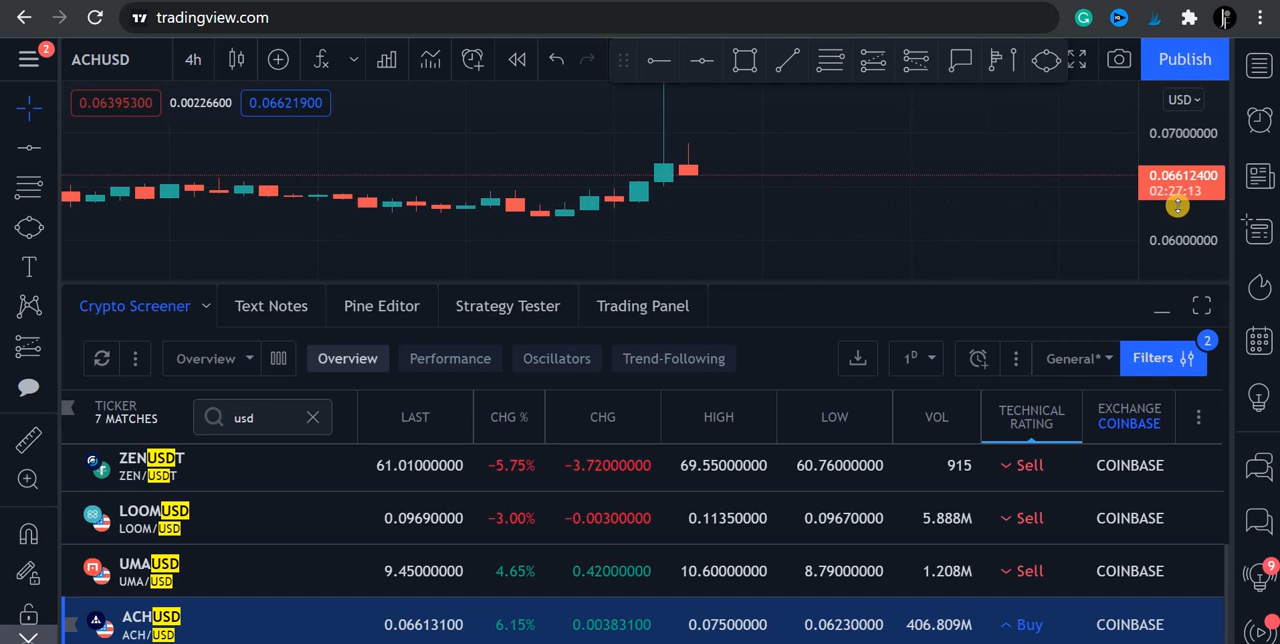 tradingview.com
2
ACHUSD
4h
Publish
0.06395300
0.00226600
0.06621900
USD
0.07000000
0.06612400
02:27:13
0.06000000
Crypto Screener
Text Notes
Pine Editor
Strategy Tester
Trading Panel
2
Overview
Overview
Performance
Oscillators
Trend-Following
1D
General*
Filters
TICKER
7 MATCHES
usd
LAST
CHG %
CHG
HIGH
LOW
VOL
TECHNICAL
RATING
EXCHANGE
COINBASE
ZENUSDT
ZEN/USDT
61.01000000
−5.75%
−3.72000000
69.55000000
60.76000000
915
Sell
COINBASE
LOOMUSD
LOOM/USD
0.09690000
−3.00%
−0.00300000
0.11350000
0.09670000
5.888M
Sell
COINBASE
UMAUSD
UMA/USD
9.45000000
4.65%
0.42000000
10.60000000
8.79000000
1.208M
Sell
COINBASE
9
ACHUSD
ACH/USD
0.06613100
6.15%
0.00383100
0.07500000
0.06230000
406.809M
Buy
COINBASE